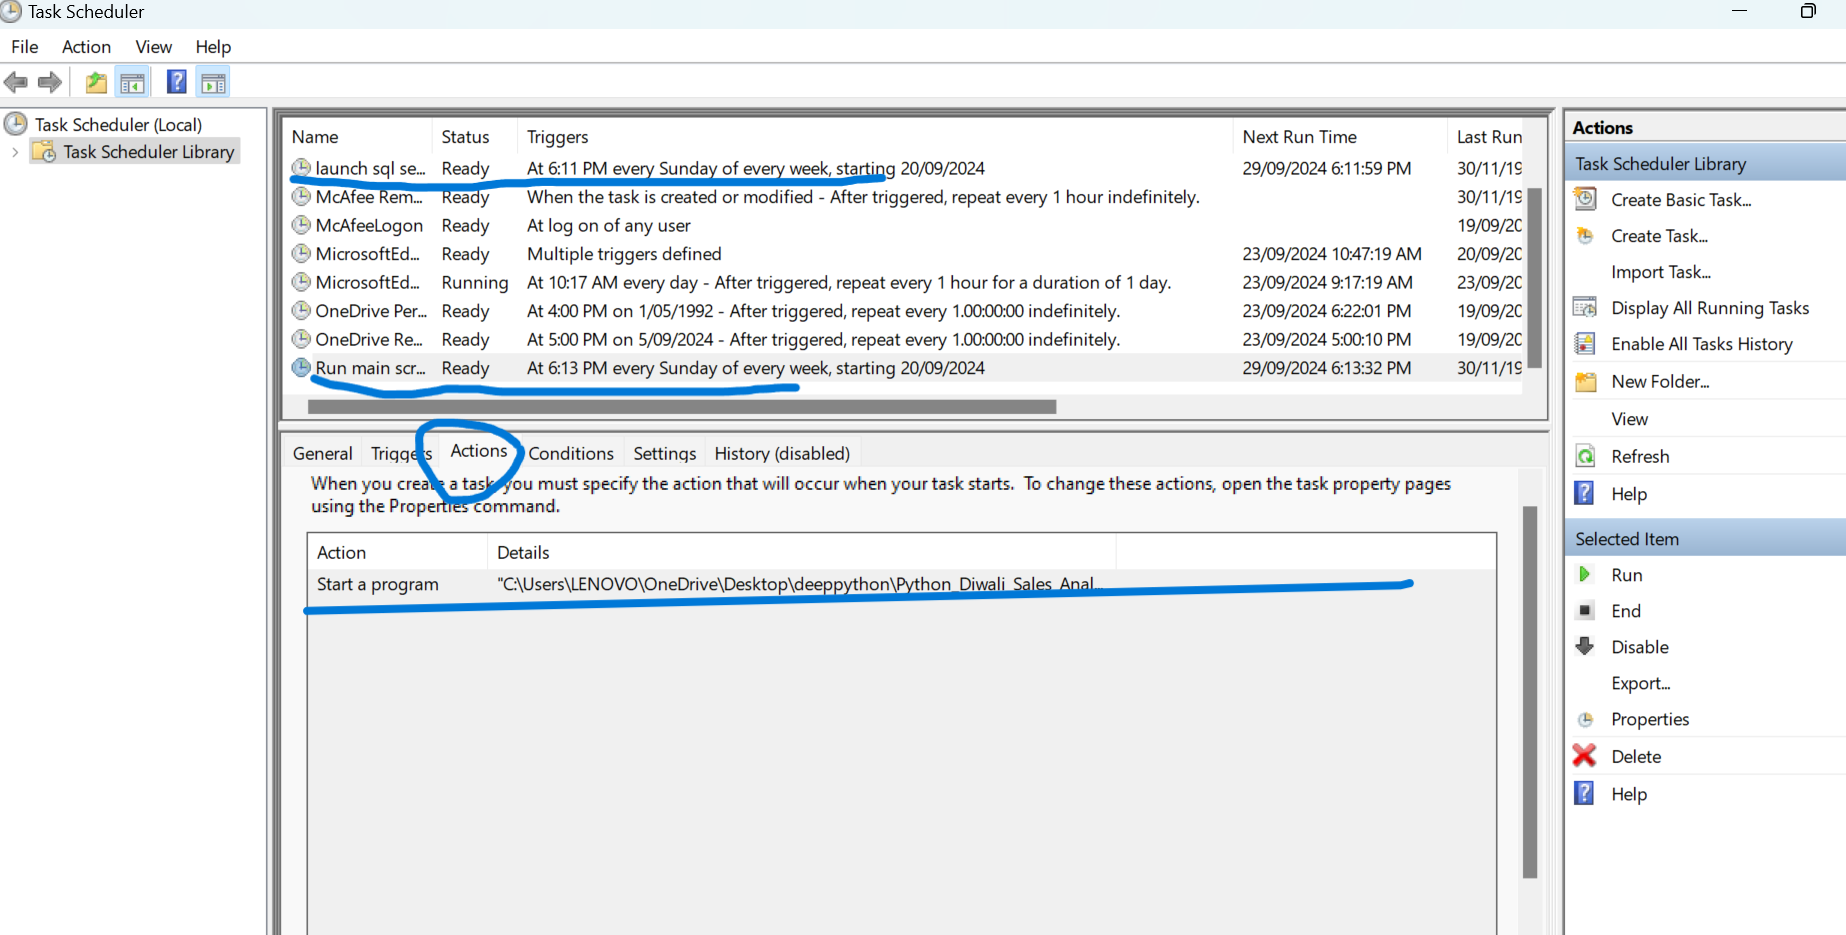 Task Scheduler
File Action View Help
Task Scheduler (Local)
Task Scheduler Library
Name Status Triggers Next Run Time Last Run
launch sql se... Ready At 6:11 PM every Sunday of every week, starting 20/09/2024 29/09/2024 6:11:59 PM 30/11/19
McAfee Rem... Ready When the task is created or modified - After triggered, repeat every 1 hour indefinitely. 30/11/19
McAfeeLogon Ready At log on of any user 19/09/20
MicrosoftEd... Ready Multiple triggers defined 23/09/2024 10:47:19 AM 20/09/20
MicrosoftEd... Running At 10:17 AM every day - After triggered, repeat every 1 hour for a duration of 1 day. 23/09/2024 9:17:19 AM 23/09/20
OneDrive Per... Ready At 4:00 PM on 1/05/1992 - After triggered, repeat every 1.00:00:00 indefinitely. 23/09/2024 6:22:01 PM 19/09/20
OneDrive Re... Ready At 5:00 PM on 5/09/2024 - After triggered, repeat every 1.00:00:00 indefinitely. 23/09/2024 5:00:10 PM 19/09/20
Run main scr... Ready At 6:13 PM every Sunday of every week, starting 20/09/2024 29/09/2024 6:13:32 PM 30/11/19
General Triggers Actions Conditions Settings History (disabled)
When you create a task, you must specify the action that will occur when your task starts. To change these actions, open the task property pages
using the Properties command.
Action Details
Start a program "C:\Users\LENOVO\OneDrive\Desktop\deeppython\Python_Diwali_Sales_Anal...
Actions
Task Scheduler Library
Create Basic Task...
Create Task...
Import Task...
Display All Running Tasks
Enable All Tasks History
New Folder...
View
Refresh
Help
Selected Item
Run
End
Disable
Export...
Properties
Delete
Help